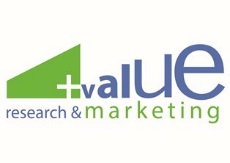 +value
research & marketing